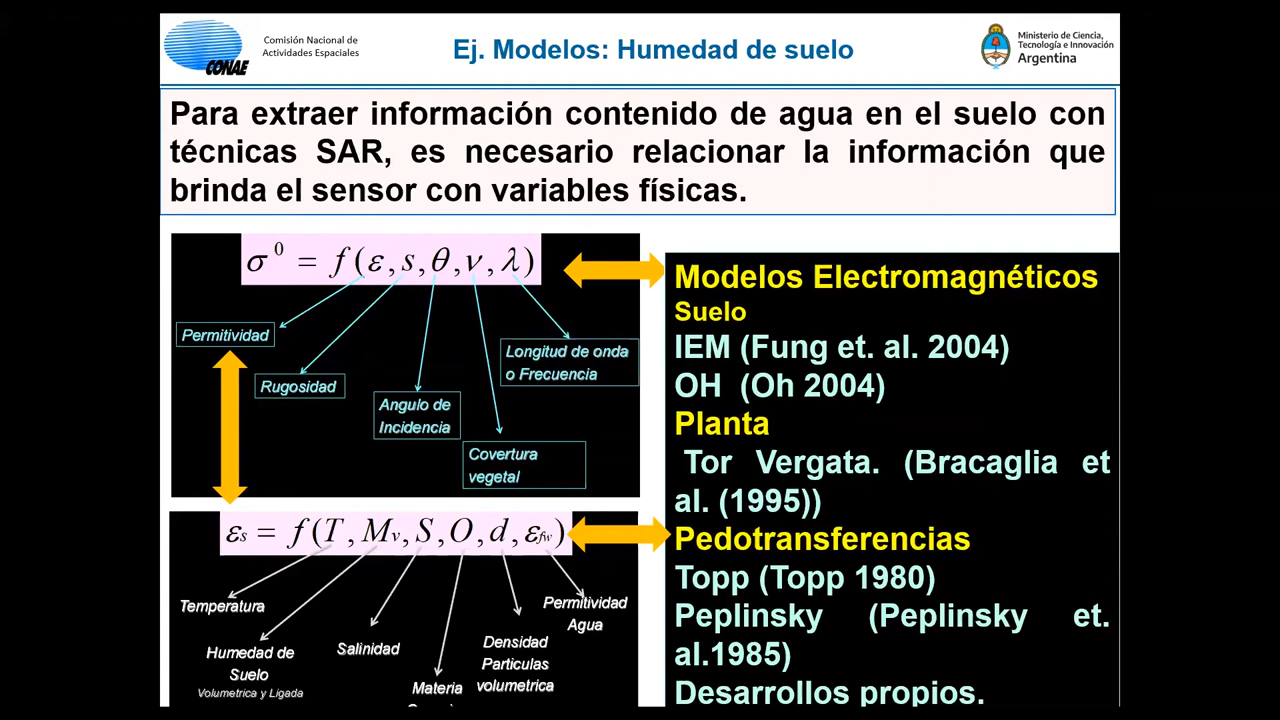 CONAE
Comisión Nacional de
Actividades Espaciales
Ej. Modelos: Humedad de suelo
Ministerio de Ciencia,
Tecnología e Innovación
Argentina
Para extraer información contenido de agua en el suelo con
técnicas SAR, es necesario relacionar la información que
brinda el sensor con variables físicas.
σ⁰ = f(ε, s, θ, ν, λ)
Permitividad
Rugosidad
Angulo de
Incidencia
Covertura
vegetal
Longitud de onda
o Frecuencia
εs = f(T, Mv, S, O, d, εfw)
Temperatura
Humedad de
Suelo
Volumetrica y Ligada
Salinidad
Materia
Densidad
Particulas
volumetrica
Permitividad
Agua
Modelos Electromagnéticos
Suelo
IEM (Fung et. al. 2004)
OH (Oh 2004)
Planta
Tor Vergata. (Bracaglia et
al. (1995))
Pedotransferencias
Topp (Topp 1980)
Peplinsky (Peplinsky et.
al.1985)
Desarrollos propios.